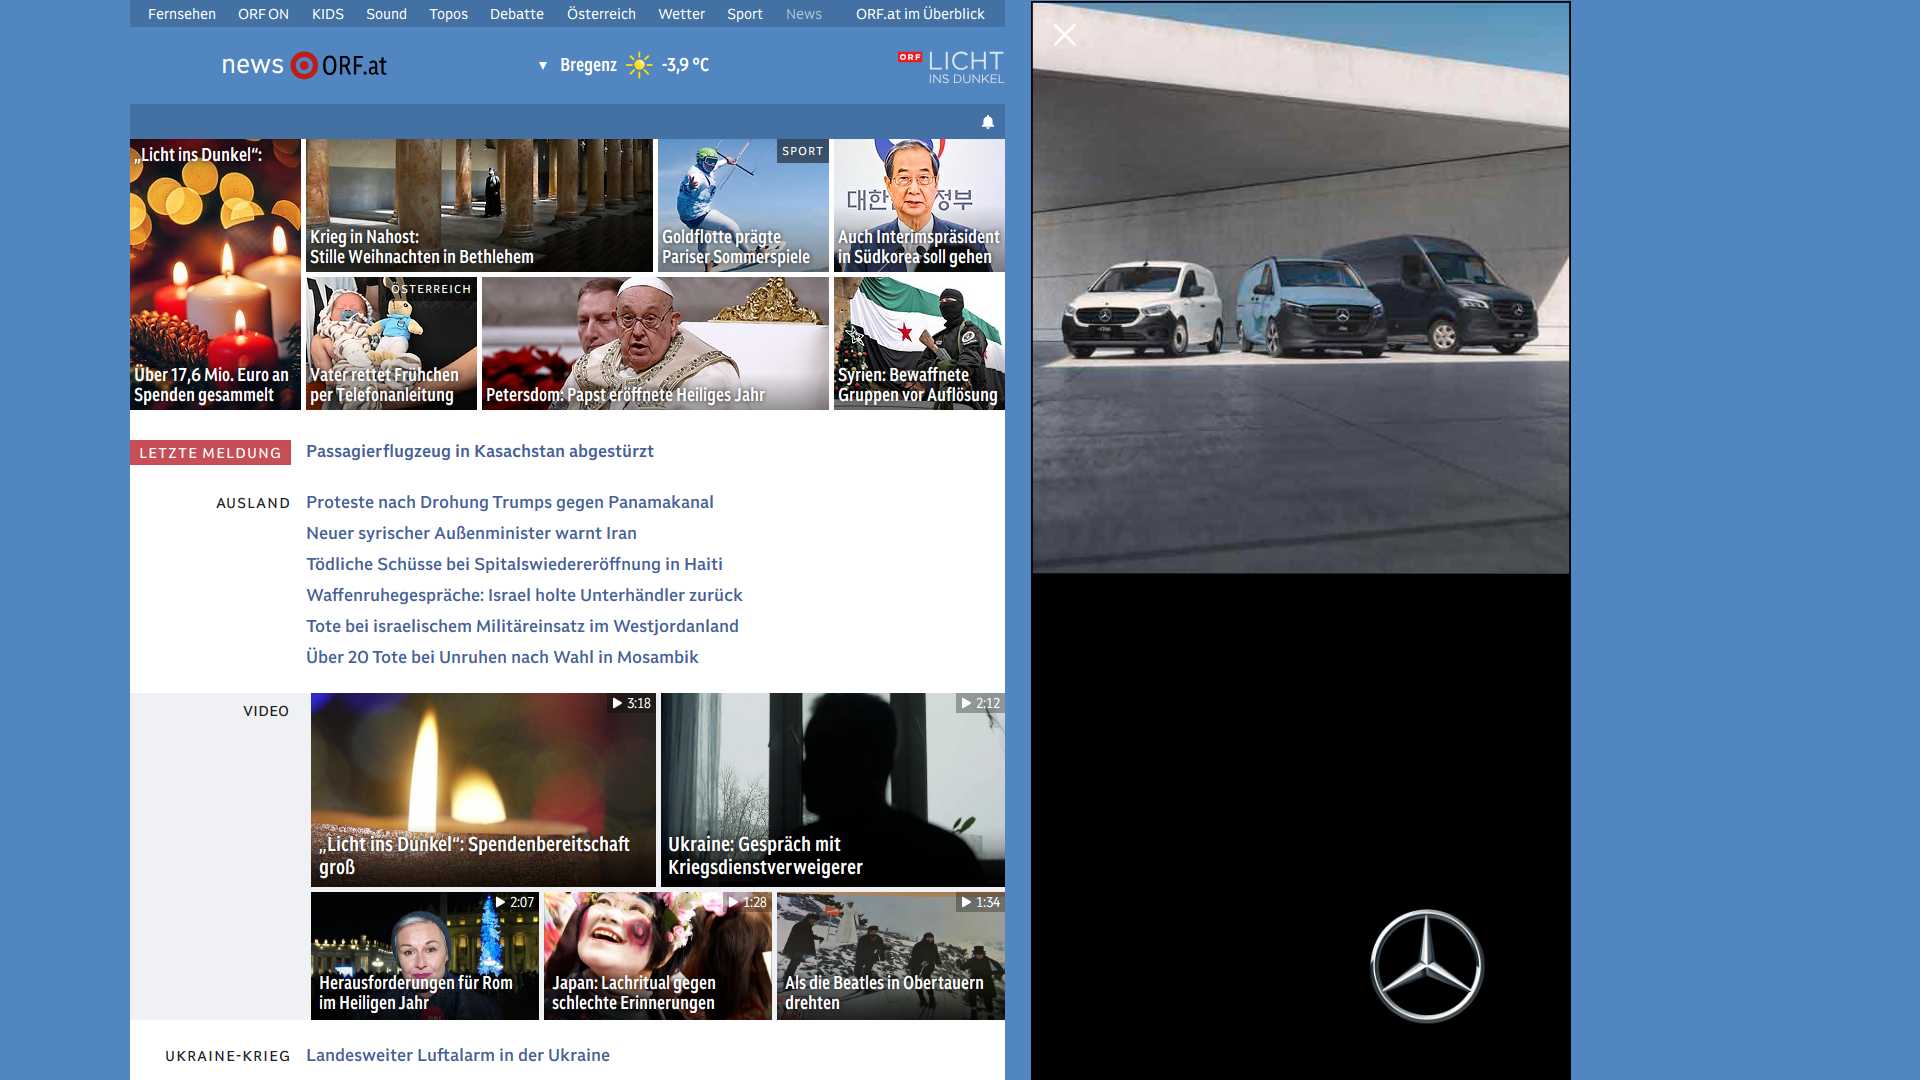 Fernsehen ORF ON KIDS Sound Topos Debatte Österreich Wetter Sport News ORF.at im Überblick
news ORF.at
▼ Bregenz -3,9 °C
ORF LICHT
INS DUNKEL
„Licht ins Dunkel“:
Über 17,6 Mio. Euro an
Spenden gesammelt
Krieg in Nahost:
Stille Weihnachten in Bethlehem
SPORT
Goldflotte prägte
Pariser Sommerspiele
Auch Interimspräsident
in Südkorea soll gehen
ÖSTERREICH
Vater rettet Frühchen
per Telefonanleitung
Petersdom: Papst eröffnete Heiliges Jahr
Syrien: Bewaffnete
Gruppen vor Auflösung
LETZTE MELDUNG Passagierflugzeug in Kasachstan abgestürzt
AUSLAND Proteste nach Drohung Trumps gegen Panamakanal
Neuer syrischer Außenminister warnt Iran
Tödliche Schüsse bei Spitalswiedereröffnung in Haiti
Waffenruhegespräche: Israel holte Unterhändler zurück
Tote bei israelischem Militäreinsatz im Westjordanland
Über 20 Tote bei Unruhen nach Wahl in Mosambik
VIDEO
3:18
„Licht ins Dunkel“: Spendenbereitschaft
groß
2:12
Ukraine: Gespräch mit
Kriegsdienstverweigerer
2:07
Herausforderungen für Rom
im Heiligen Jahr
1:28
Japan: Lachritual gegen
schlechte Erinnerungen
1:34
Als die Beatles in Obertauern
drehten
UKRAINE-KRIEG Landesweiter Luftalarm in der Ukraine